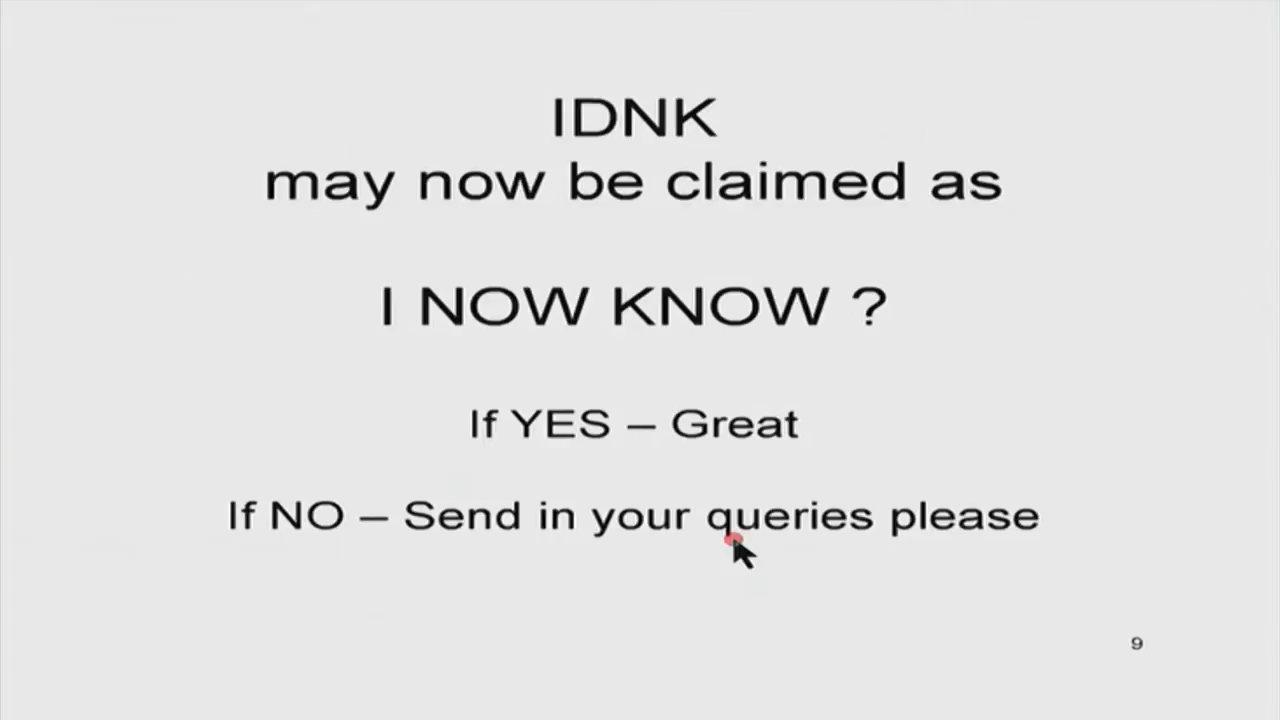 IDNK
may now be claimed as
I NOW KNOW ?
If YES – Great
If NO – Send in your queries please
9